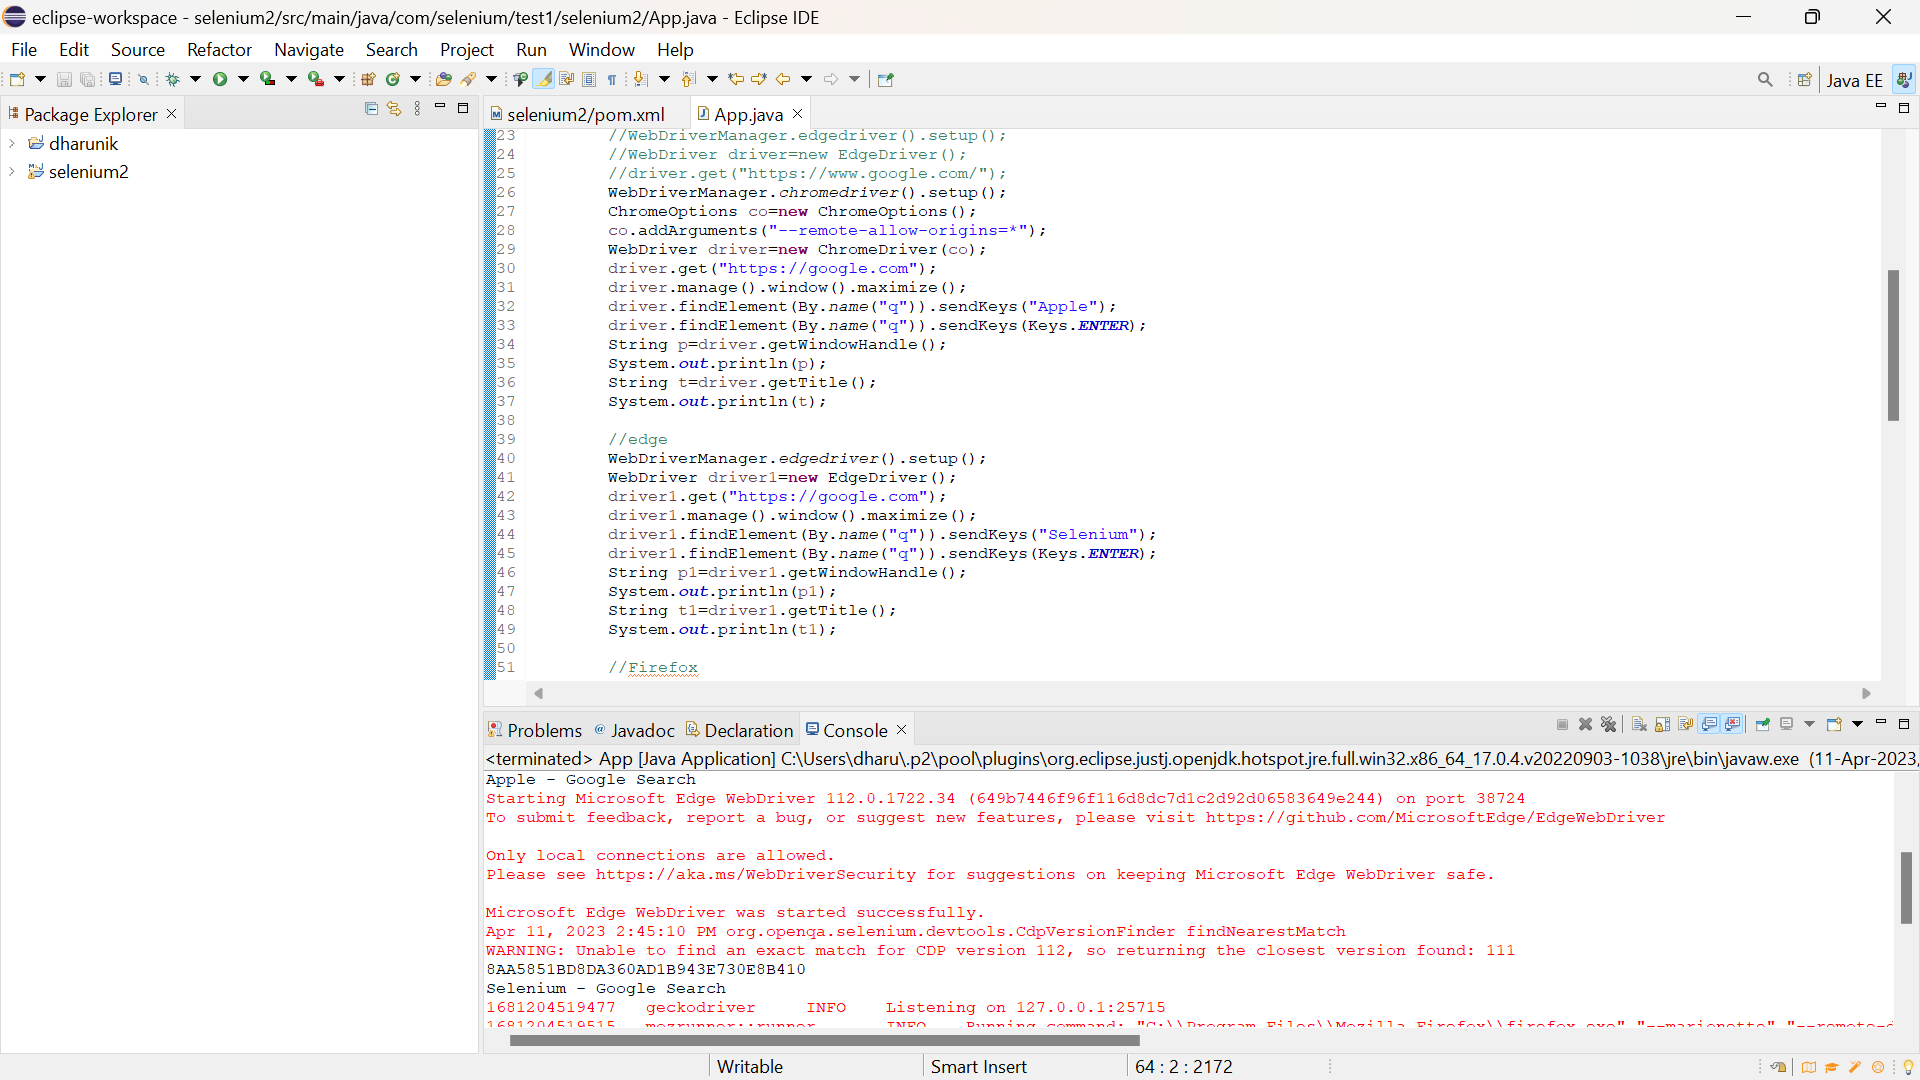 eclipse-workspace - selenium2/src/main/java/com/selenium/test1/selenium2/App.java - Eclipse IDE
File Edit Source Refactor Navigate Search Project Run Window Help
Java EE
Package Explorer
dharunik
selenium2
selenium2/pom.xml App.java
23 //WebDriverManager.edgedriver().setup();
24 //WebDriver driver=new EdgeDriver();
25 //driver.get("https://www.google.com/");
26 WebDriverManager.chromedriver().setup();
27 ChromeOptions co=new ChromeOptions();
28 co.addArguments("--remote-allow-origins=*");
29 WebDriver driver=new ChromeDriver(co);
30 driver.get("https://google.com");
31 driver.manage().window().maximize();
32 driver.findElement(By.name("q")).sendKeys("Apple");
33 driver.findElement(By.name("q")).sendKeys(Keys.ENTER);
34 String p=driver.getWindowHandle();
35 System.out.println(p);
36 String t=driver.getTitle();
37 System.out.println(t);
38
39 //edge
40 WebDriverManager.edgedriver().setup();
41 WebDriver driver1=new EdgeDriver();
42 driver1.get("https://google.com");
43 driver1.manage().window().maximize();
44 driver1.findElement(By.name("q")).sendKeys("Selenium");
45 driver1.findElement(By.name("q")).sendKeys(Keys.ENTER);
46 String p1=driver1.getWindowHandle();
47 System.out.println(p1);
48 String t1=driver1.getTitle();
49 System.out.println(t1);
50
51 //Firefox
Problems @ Javadoc Declaration Console
<terminated> App [Java Application] C:\Users\dharu\.p2\pool\plugins\org.eclipse.justj.openjdk.hotspot.jre.full.win32.x86_64_17.0.4.v20220903-1038\jre\bin\javaw.exe (11-Apr-2023,
Apple - Google Search
Starting Microsoft Edge WebDriver 112.0.1722.34 (649b7446f96f116d8dc7d1c2d92d06583649e244) on port 38724
To submit feedback, report a bug, or suggest new features, please visit https://github.com/MicrosoftEdge/EdgeWebDriver
Only local connections are allowed.
Please see https://aka.ms/WebDriverSecurity for suggestions on keeping Microsoft Edge WebDriver safe.
Microsoft Edge WebDriver was started successfully.
Apr 11, 2023 2:45:10 PM org.openqa.selenium.devtools.CdpVersionFinder findNearestMatch
WARNING: Unable to find an exact match for CDP version 112, so returning the closest version found: 111
8AA5851BD8DA360AD1B943E730E8B410
Selenium - Google Search
1681204519477 geckodriver INFO Listening on 127.0.0.1:25715
1681204519515 mozrunner::runner INFO Running command: "C:\\Program Files\\Mozilla Firefox\\firefox.exe" "--marionette"
Writable Smart Insert 64 : 2 : 2172